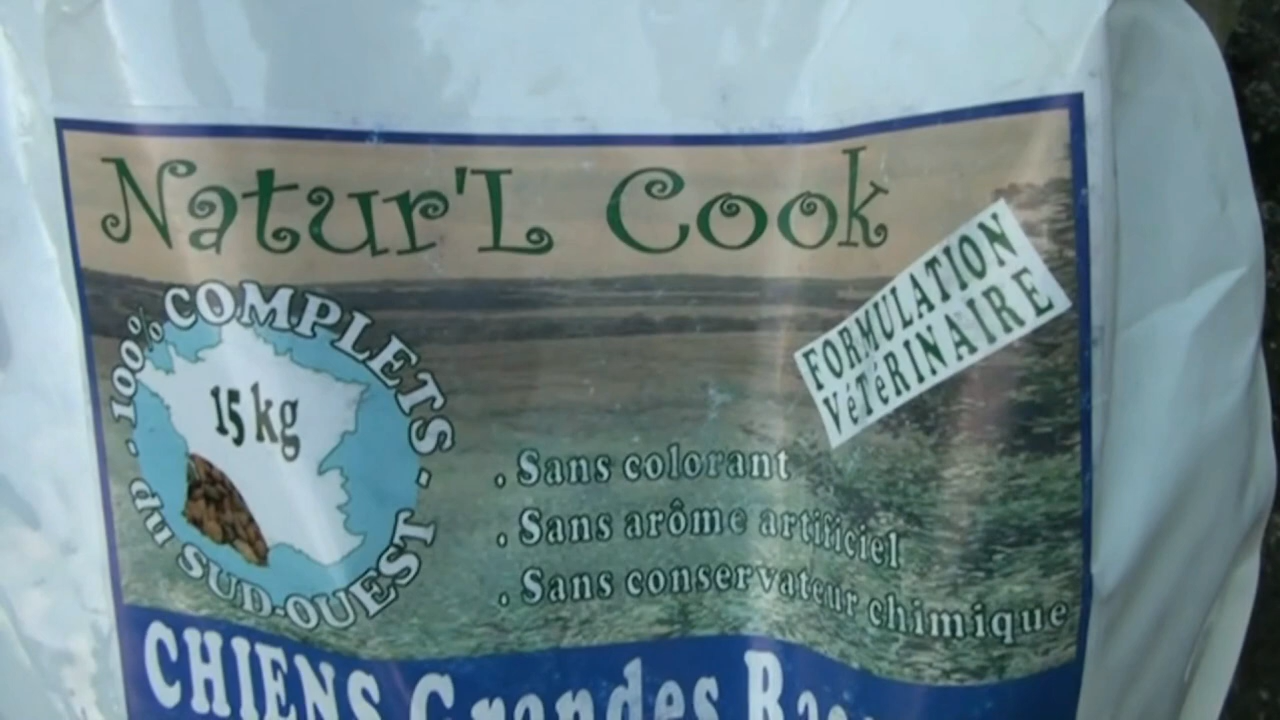 Natur'L Cook
FORMULATION
VéTéRINAIRE
- 100% COMPLETS -
du SUD-OUEST
15 kg
. Sans colorant
. Sans arôme artificiel
. Sans conservateur chimique
CHIENS Grandes